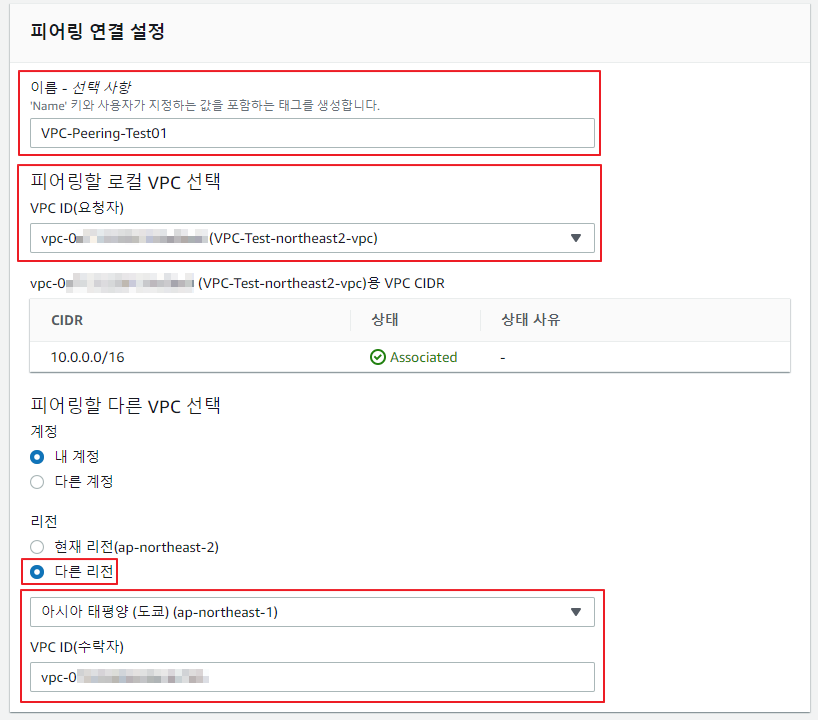 피어링 연결 설정
이름 - 선택 사항
'Name' 키와 사용자가 지정하는 값을 포함하는 태그를 생성합니다.
VPC-Peering-Test01
피어링할 로컬 VPC 선택
VPC ID(요청자)
vpc-0 (VPC-Test-northeast2-vpc)
vpc-0 (VPC-Test-northeast2-vpc)용 VPC CIDR
CIDR 상태 상태 사유
10.0.0.0/16 Associated -
피어링할 다른 VPC 선택
계정
내 계정
다른 계정
리전
현재 리전(ap-northeast-2)
다른 리전
아시아 태평양 (도쿄) (ap-northeast-1)
VPC ID(수락자)
vpc-0